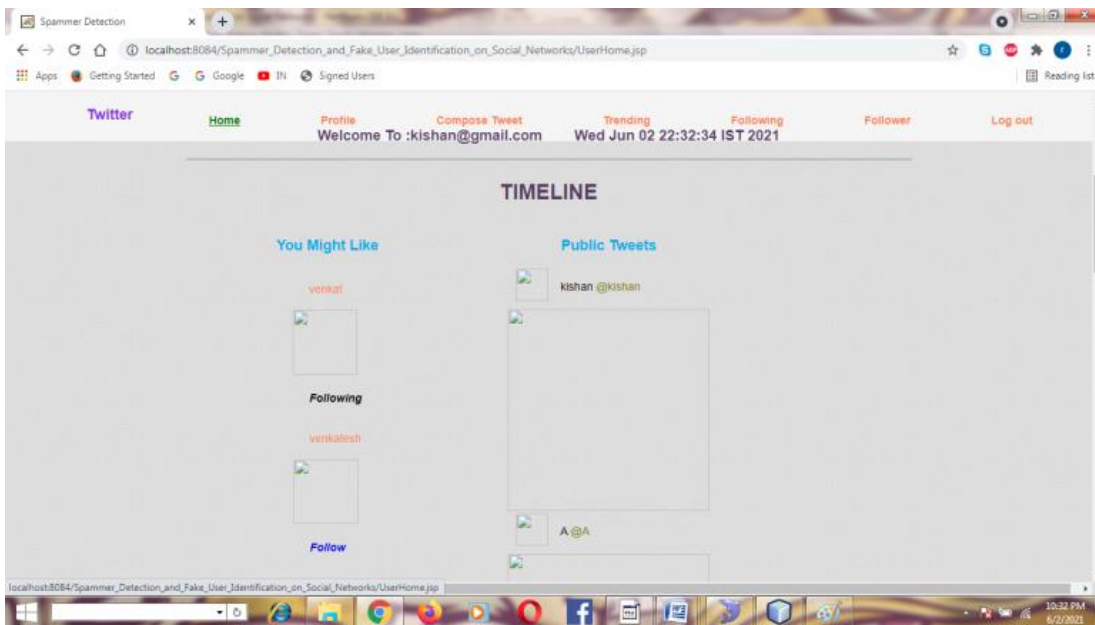 Spammer Detection
localhost:8084/Spammer_Detection_and_Fake_User_Identification_on_Social_Networks/UserHome.jsp
Apps Getting Started Google IN Signed Users Reading list
Twitter Home Profile Compose Tweet Trending Following Follower Log out
Welcome To :kishan@gmail.com Wed Jun 02 22:32:34 IST 2021
TIMELINE
You Might Like
venkat
Following
venkatesh
Follow
Public Tweets
kishan @kishan
A @A
localhost:8084/Spammer_Detection_and_Fake_User_Identification_on_Social_Networks/UserHome.jsp
10:32 PM
6/2/2021